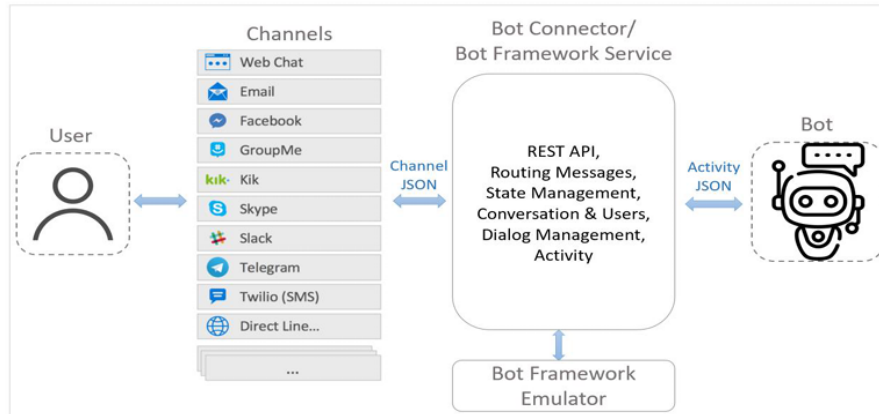 Channels
Bot Connector/
Bot Framework Service
Web Chat
Email
Facebook
GroupMe
kik· Kik
Skype
Slack
Telegram
Twilio (SMS)
Direct Line...
...
User
Channel
JSON
REST API,
Routing Messages,
State Management,
Conversation & Users,
Dialog Management,
Activity
Activity
JSON
Bot
Bot Framework
Emulator